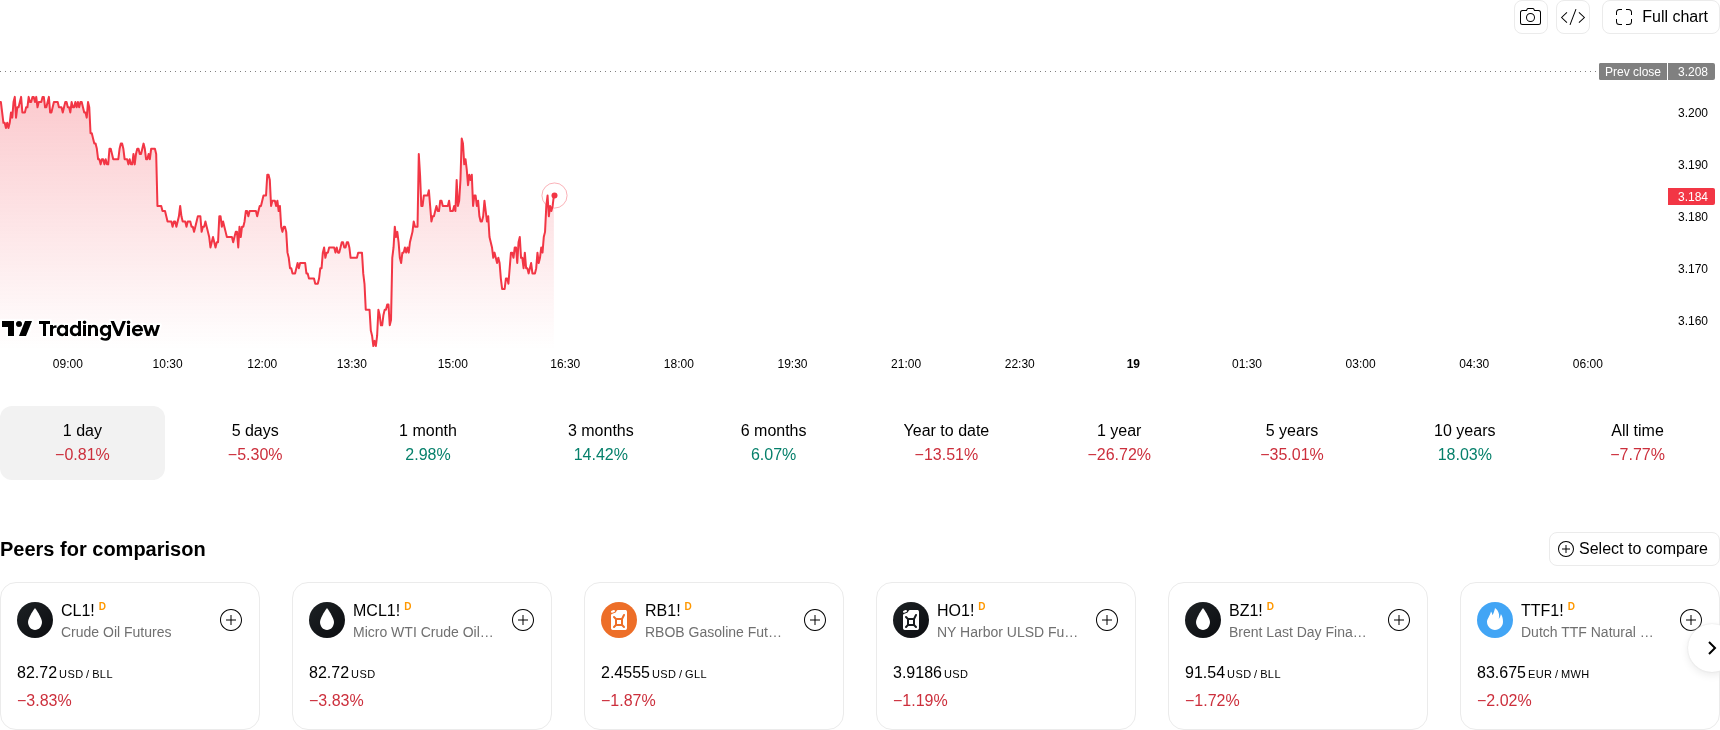 Full chart
Prev close 3.208
3.200
3.190
3.184
3.180
3.170
3.160
TradingView
09:00 10:30 12:00 13:30 15:00 16:30 18:00 19:30 21:00 22:30 19 01:30 03:00 04:30 06:00
1 day 5 days 1 month 3 months 6 months Year to date 1 year 5 years 10 years All time
−0.81% −5.30% 2.98% 14.42% 6.07% −13.51% −26.72% −35.01% 18.03% −7.77%
Peers for comparison
Select to compare
CL1! D
Crude Oil Futures
82.72 USD / BLL
−3.83%
MCL1! D
Micro WTI Crude Oil…
82.72 USD
−3.83%
RB1! D
RBOB Gasoline Fut…
2.4555 USD / GLL
−1.87%
HO1! D
NY Harbor ULSD Fu…
3.9186 USD
−1.19%
BZ1! D
Brent Last Day Fina…
91.54 USD / BLL
−1.72%
TTF1! D
Dutch TTF Natural …
83.675 EUR / MWH
−2.02%